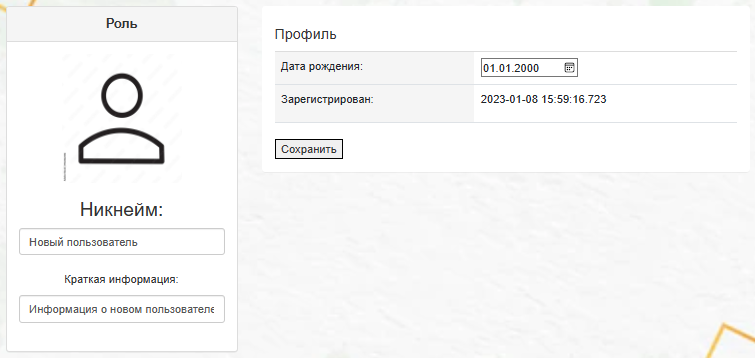 Роль
Никнейм:
Новый пользователь
Краткая информация:
Информация о новом пользователе
Профиль
Дата рождения: 01.01.2000
Зарегистрирован: 2023-01-08 15:59:16.723
Сохранить